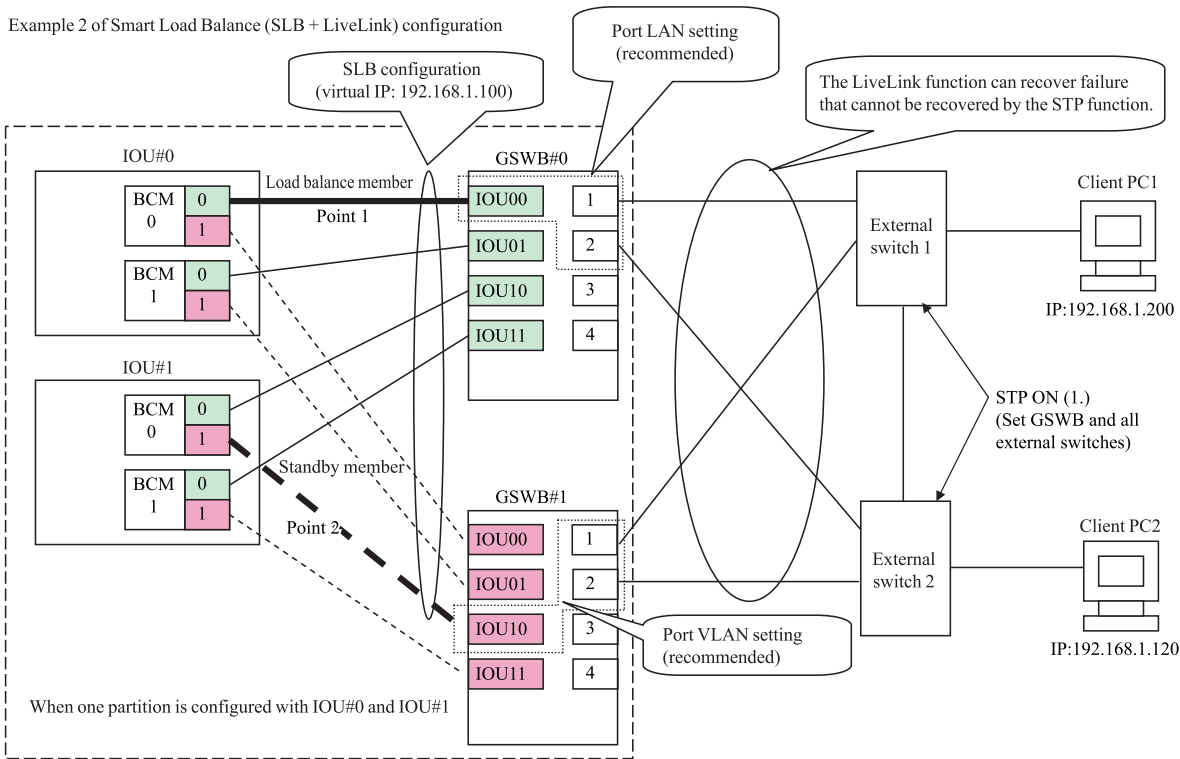 Example 2 of Smart Load Balance (SLB + LiveLink) configuration
Port LAN setting
(recommended)
SLB configuration
(virtual IP: 192.168.1.100)
The LiveLink function can recover failure
that cannot be recovered by the STP function.
IOU#0
BCM
0
0
1
BCM
1
0
1
Load balance member
Point 1
GSWB#0
IOU00
1
IOU01
2
IOU10
3
IOU11
4
External
switch 1
Client PC1
IP:192.168.1.200
IOU#1
BCM
0
0
1
BCM
1
0
1
Standby member
Point 2
STP ON (1.)
(Set GSWB and all
external switches)
GSWB#1
IOU00
1
IOU01
2
IOU10
3
IOU11
4
External
switch 2
Client PC2
IP:192.168.1.120
Port VLAN setting
(recommended)
When one partition is configured with IOU#0 and IOU#1